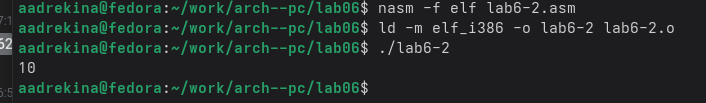 aadrekina@fedora:~/work/arch--pc/lab06$ nasm -f elf lab6-2.asm
aadrekina@fedora:~/work/arch--pc/lab06$ ld -m elf_i386 -o lab6-2 lab6-2.o
aadrekina@fedora:~/work/arch--pc/lab06$ ./lab6-2
10
aadrekina@fedora:~/work/arch--pc/lab06$